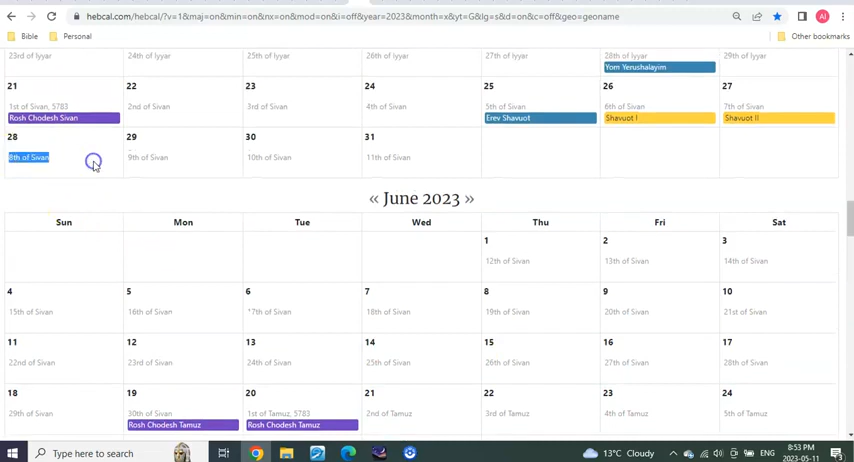 hebcal.com/hebcal/?v=1&maj=on&min=on&nx=on&mod=on&i=off&year=2023&month=x&yt=G&lg=s&d=on&c=off&geo=geoname
AI
Bible Personal Other bookmarks
23rd of Iyyar 24th of Iyyar 25th of Iyyar 26th of Iyyar 27th of Iyyar 28th of Iyyar 29th of Iyyar
Yom Yerushalayim
21 22 23 24 25 26 27
1st of Sivan, 5783 2nd of Sivan 3rd of Sivan 4th of Sivan 5th of Sivan 6th of Sivan 7th of Sivan
Rosh Chodesh Sivan Erev Shavuot Shavuot I Shavuot II
28 29 30 31
8th of Sivan 9th of Sivan 10th of Sivan 11th of Sivan
« June 2023 »
Sun Mon Tue Wed Thu Fri Sat
1 2 3
12th of Sivan 13th of Sivan 14th of Sivan
4 5 6 7 8 9 10
15th of Sivan 16th of Sivan 17th of Sivan 18th of Sivan 19th of Sivan 20th of Sivan 21st of Sivan
11 12 13 14 15 16 17
22nd of Sivan 23rd of Sivan 24th of Sivan 25th of Sivan 26th of Sivan 27th of Sivan 28th of Sivan
18 19 20 21 22 23 24
29th of Sivan 30th of Sivan 1st of Tamuz, 5783 2nd of Tamuz 3rd of Tamuz 4th of Tamuz 5th of Tamuz
Rosh Chodesh Tamuz Rosh Chodesh Tamuz
Type here to search 13°C Cloudy ENG 8:53 PM
2023-05-11